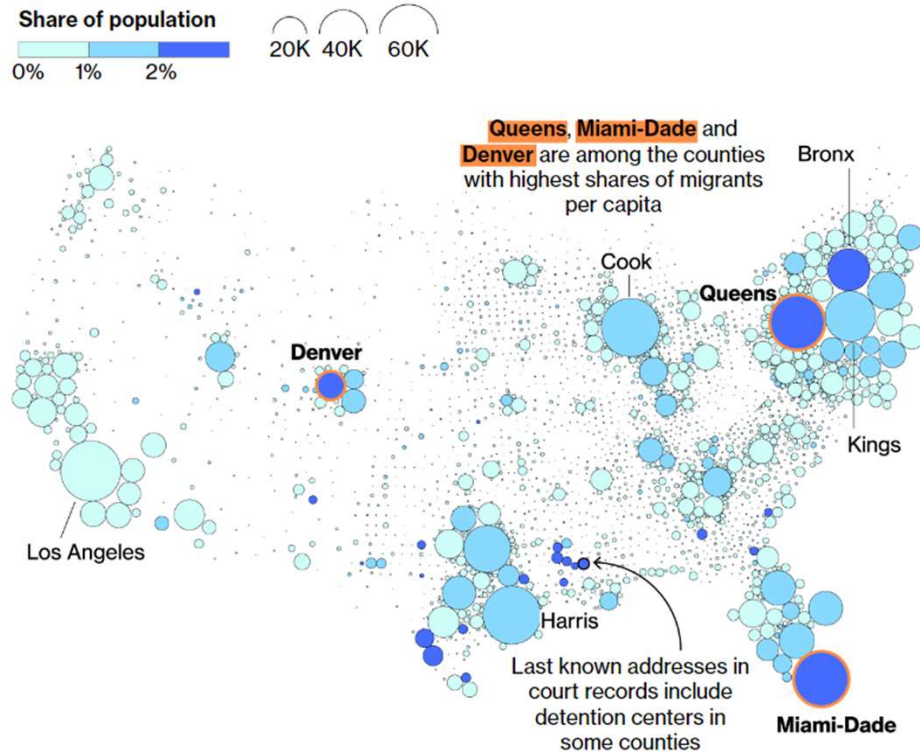 Share of population
0% 1% 2%
20K 40K 60K
Queens, Miami-Dade and
Denver are among the counties
with highest shares of migrants
per capita
Bronx
Cook
Queens
Denver
Kings
Los Angeles
Harris
Last known addresses in
court records include
detention centers in
some counties
Miami-Dade